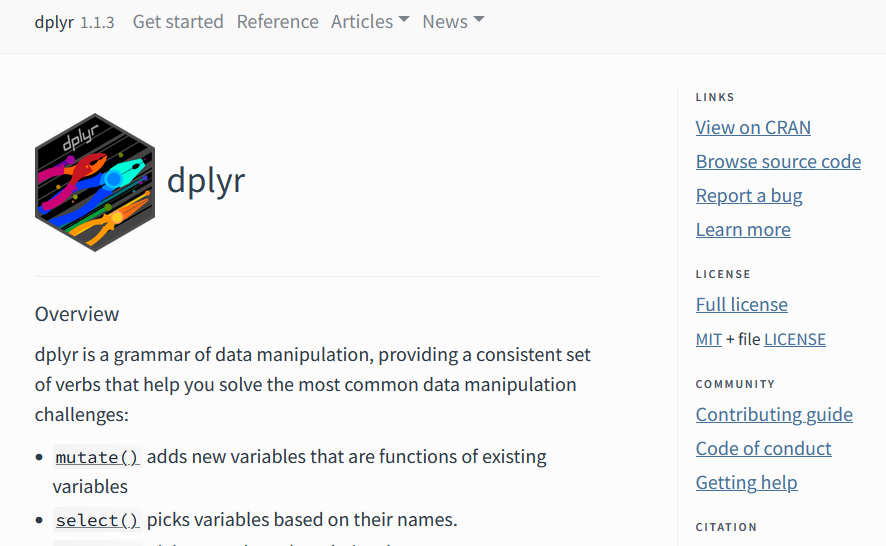 dplyr 1.1.3 Get started Reference Articles News
dplyr
dplyr
Overview
dplyr is a grammar of data manipulation, providing a consistent set
of verbs that help you solve the most common data manipulation
challenges:
mutate() adds new variables that are functions of existing
variables
select() picks variables based on their names.
LINKS
View on CRAN
Browse source code
Report a bug
Learn more
LICENSE
Full license
MIT + file LICENSE
COMMUNITY
Contributing guide
Code of conduct
Getting help
CITATION